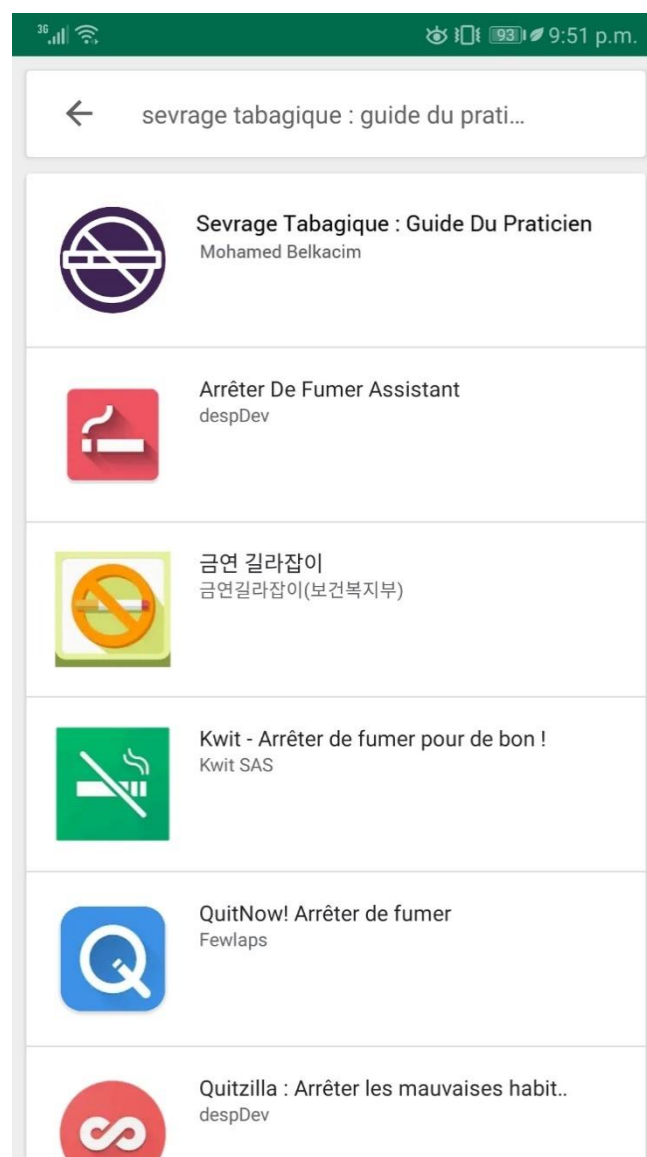 3G 93 9:51 p.m.
sevrage tabagique : guide du prati...
Sevrage Tabagique : Guide Du Praticien
Mohamed Belkacim
Arrêter De Fumer Assistant
despDev
금연 길라잡이
금연길라잡이(보건복지부)
Kwit - Arrêter de fumer pour de bon !
Kwit SAS
QuitNow! Arrêter de fumer
Fewlaps
Quitzilla : Arrêter les mauvaises habit..
despDev